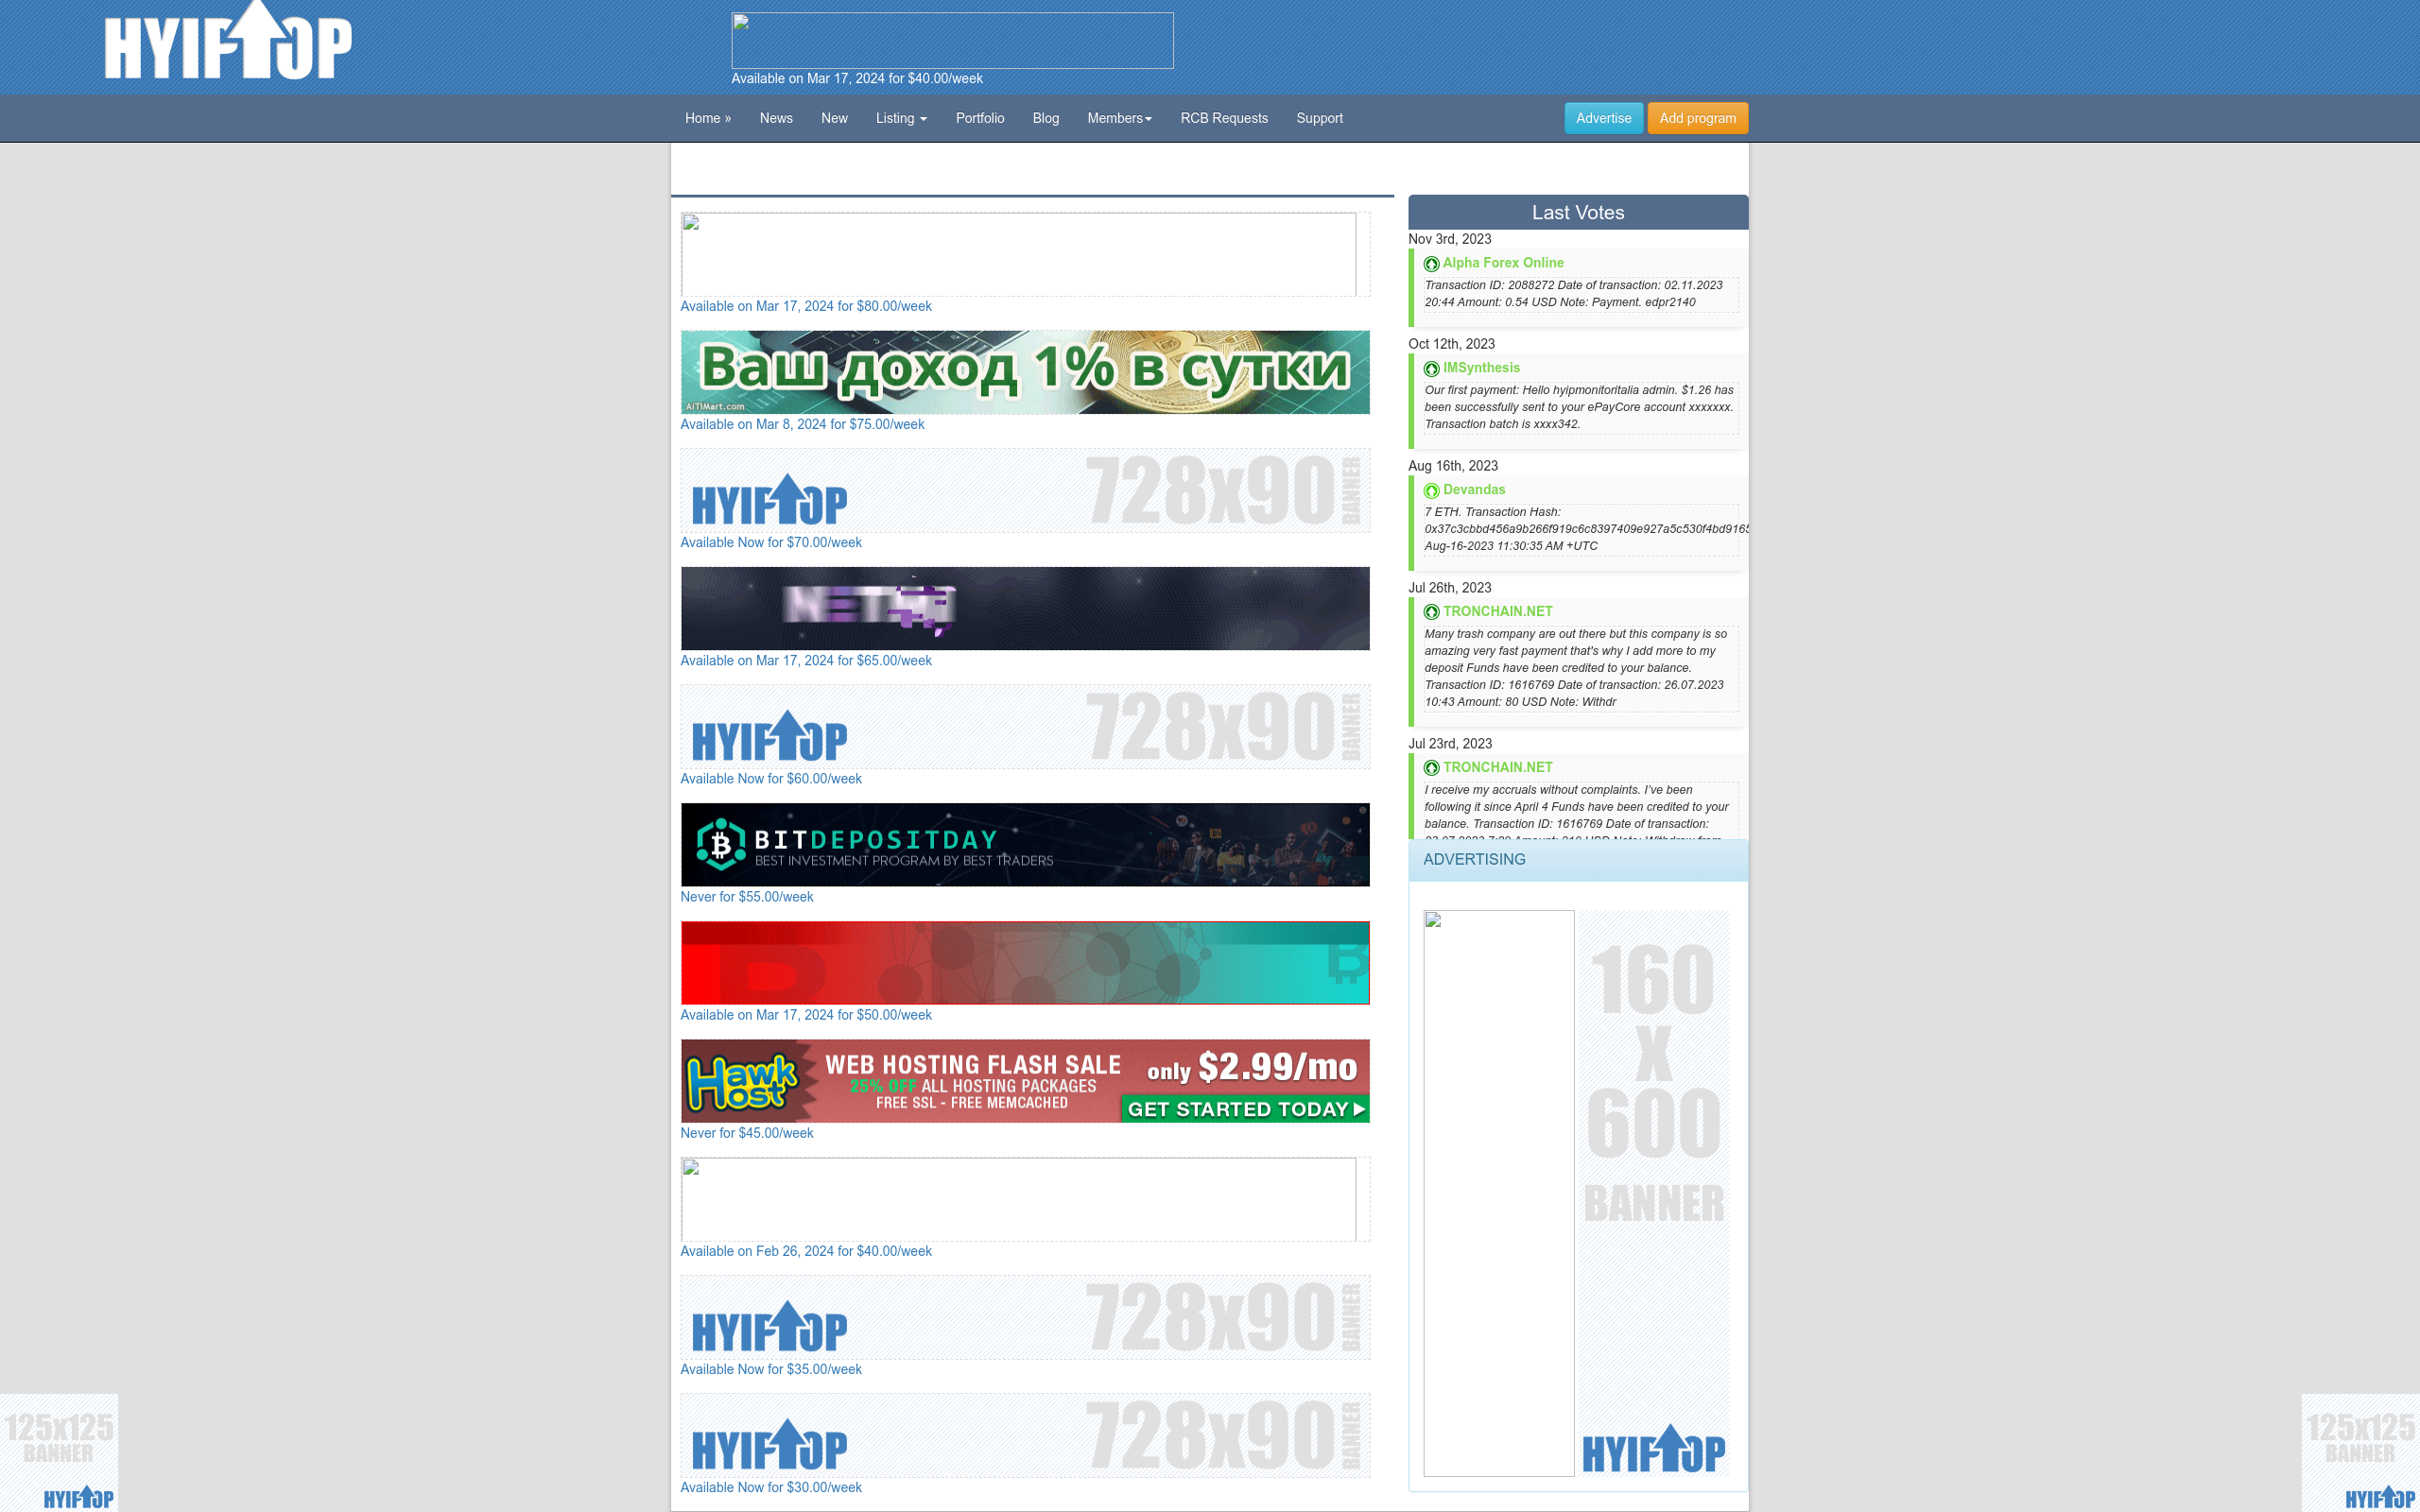 HYIPTOP
Available on Mar 17, 2024 for $40.00/week
Home »
News
New
Listing
Portfolio
Blog
Members
RCB Requests
Support
Advertise
Add program
Available on Mar 17, 2024 for $80.00/week
Ваш доход 1% в сутки
AiTiMart.com
Available on Mar 8, 2024 for $75.00/week
HYIPTOP
728x90
BANNER
Available Now for $70.00/week
Available on Mar 17, 2024 for $65.00/week
HYIPTOP
728x90
BANNER
Available Now for $60.00/week
BITDEPOSITDAY
BEST INVESTMENT PROGRAM BY BEST TRADERS
Never for $55.00/week
Available on Mar 17, 2024 for $50.00/week
Hawk
Host
WEB HOSTING FLASH SALE
25% OFF ALL HOSTING PACKAGES
FREE SSL - FREE MEMCACHED
only $2.99/mo
GET STARTED TODAY
Never for $45.00/week
Available on Feb 26, 2024 for $40.00/week
HYIPTOP
728x90
BANNER
Available Now for $35.00/week
HYIPTOP
728x90
BANNER
Available Now for $30.00/week
Last Votes
Nov 3rd, 2023
Alpha Forex Online
Transaction ID: 2088272 Date of transaction: 02.11.2023
20:44 Amount: 0.54 USD Note: Payment. edpr2140
Oct 12th, 2023
IMSynthesis
Our first payment: Hello hyipmonitoritalia admin. $1.26 has
been successfully sent to your ePayCore account xxxxxxx.
Transaction batch is xxxx342.
Aug 16th, 2023
Devandas
7 ETH. Transaction Hash:
0x37c3cbbd456a9b266f919c6c8397409e927a5c530f4bd9165
Aug-16-2023 11:30:35 AM +UTC
Jul 26th, 2023
TRONCHAIN.NET
Many trash company are out there but this company is so
amazing very fast payment that's why I add more to my
deposit Funds have been credited to your balance.
Transaction ID: 1616769 Date of transaction: 26.07.2023
10:43 Amount: 80 USD Note: Withdr
Jul 23rd, 2023
TRONCHAIN.NET
I receive my accruals without complaints. I've been
following it since April 4 Funds have been credited to your
balance. Transaction ID: 1616769 Date of transaction:
ADVERTISING
160
X
600
BANNER
HYIPTOP
125x125
BANNER
HYIPTOP
125x125
BANNER
HYIPTOP